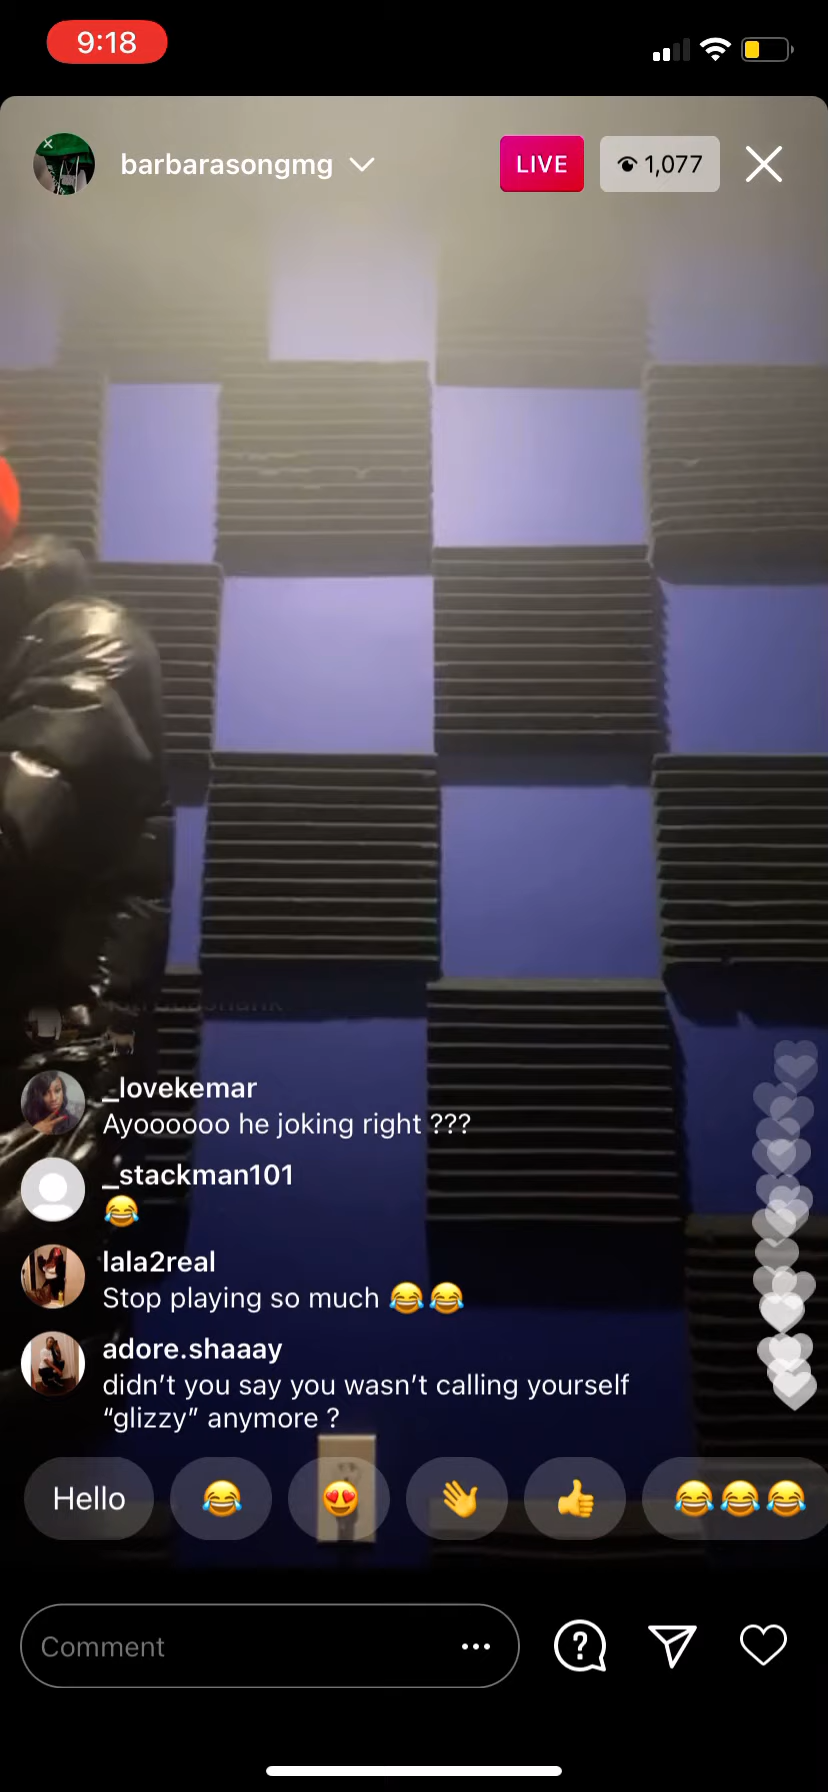 9:18
barbarasongmg
LIVE
1,077
_lovekemar
Ayoooooo he joking right ???
_stackman101
😂
lala2real
Stop playing so much 😂😂
adore.shaaay
didn’t you say you wasn’t calling yourself
“glizzy” anymore ?
Hello 😂 😍 👋 👍 😂😂😂
Comment